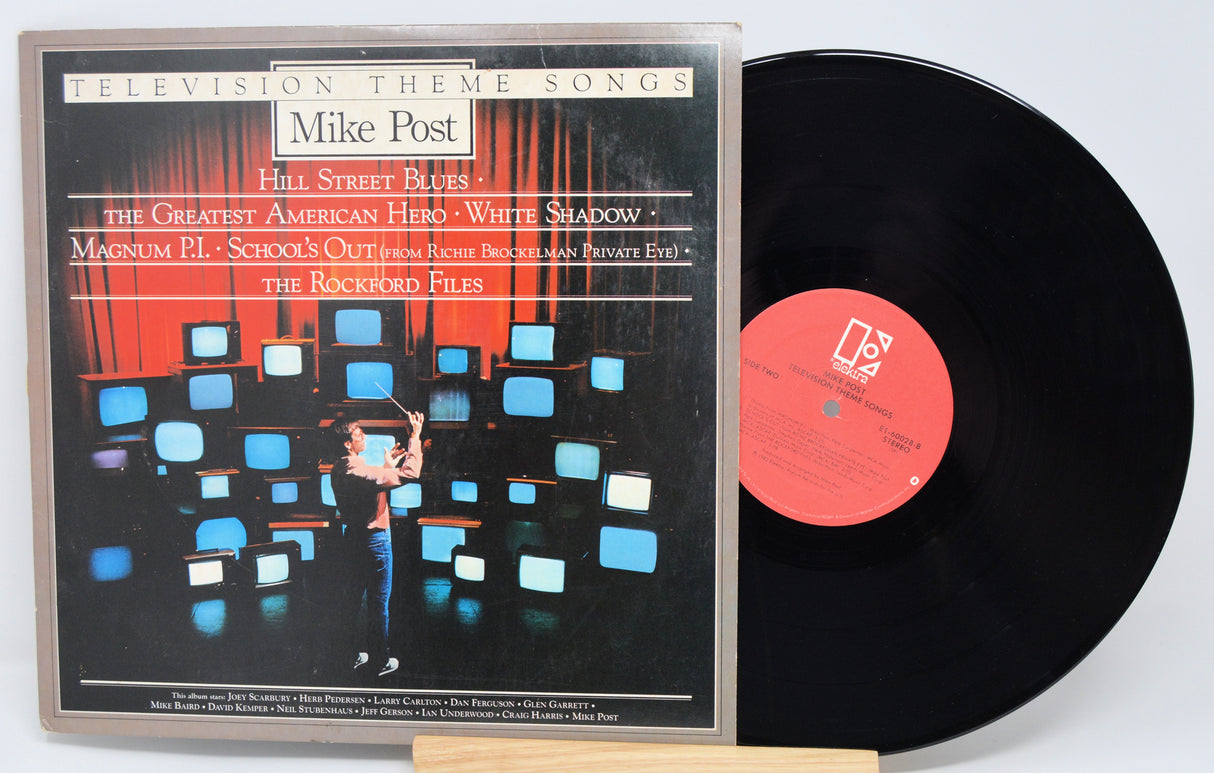 TELEVISION THEME SONGS
Mike Post
HILL STREET BLUES ·
THE GREATEST AMERICAN HERO · WHITE SHADOW ·
MAGNUM P.I. · SCHOOL'S OUT (FROM RICHIE BROCKELMAN PRIVATE EYE) ·
THE ROCKFORD FILES
This album stars: JOEY SCARBURY • HERB PEDERSEN • LARRY CARLTON • DAN FERGUSON • GLEN GARRETT •
MIKE BAIRD • DAVID KEMPER • NEIL STUBENHAUS • JEFF GERSON • IAN UNDERWOOD • CRAIG HARRIS • MIKE POST
elektra
SIDE TWO
MIKE POST
TELEVISION THEME SONGS
E1-60028-B
STEREO